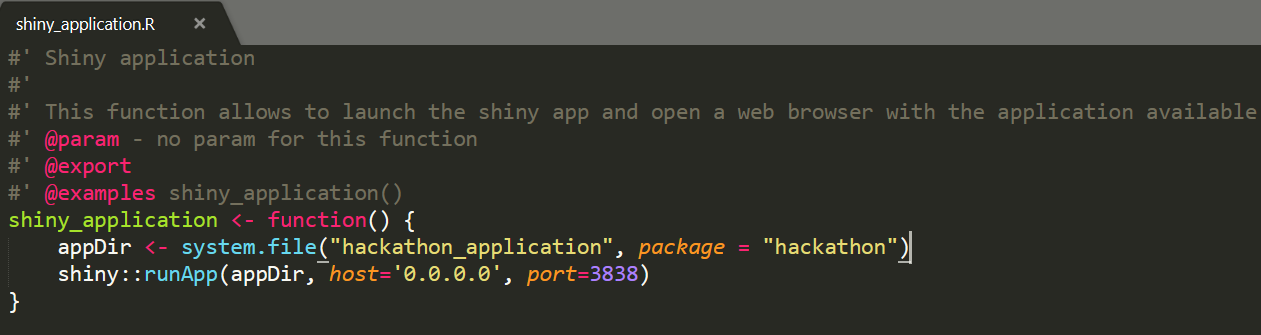 shiny_application.R ×
#' Shiny application
#'
#' This function allows to launch the shiny app and open a web browser with the application available
#' @param - no param for this function
#' @export
#' @examples shiny_application()
shiny_application <- function() {
    appDir <- system.file("hackathon_application", package = "hackathon")
    shiny::runApp(appDir, host='0.0.0.0', port=3838)
}